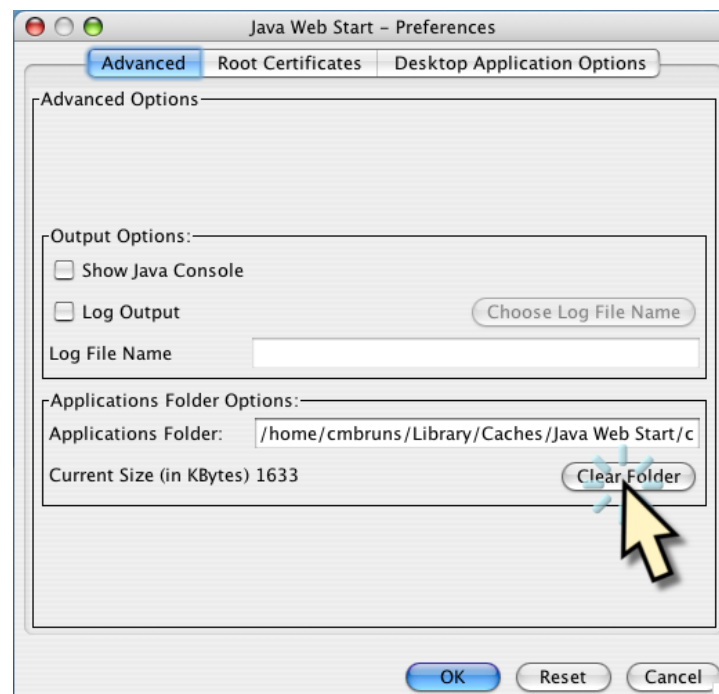 Java Web Start – Preferences
Advanced Root Certificates Desktop Application Options
Advanced Options
Output Options:
Show Java Console
Log Output Choose Log File Name
Log File Name
Applications Folder Options:
Applications Folder: /home/cmbruns/Library/Caches/Java Web Start/c
Current Size (in KBytes) 1633 Clear Folder
OK Reset Cancel